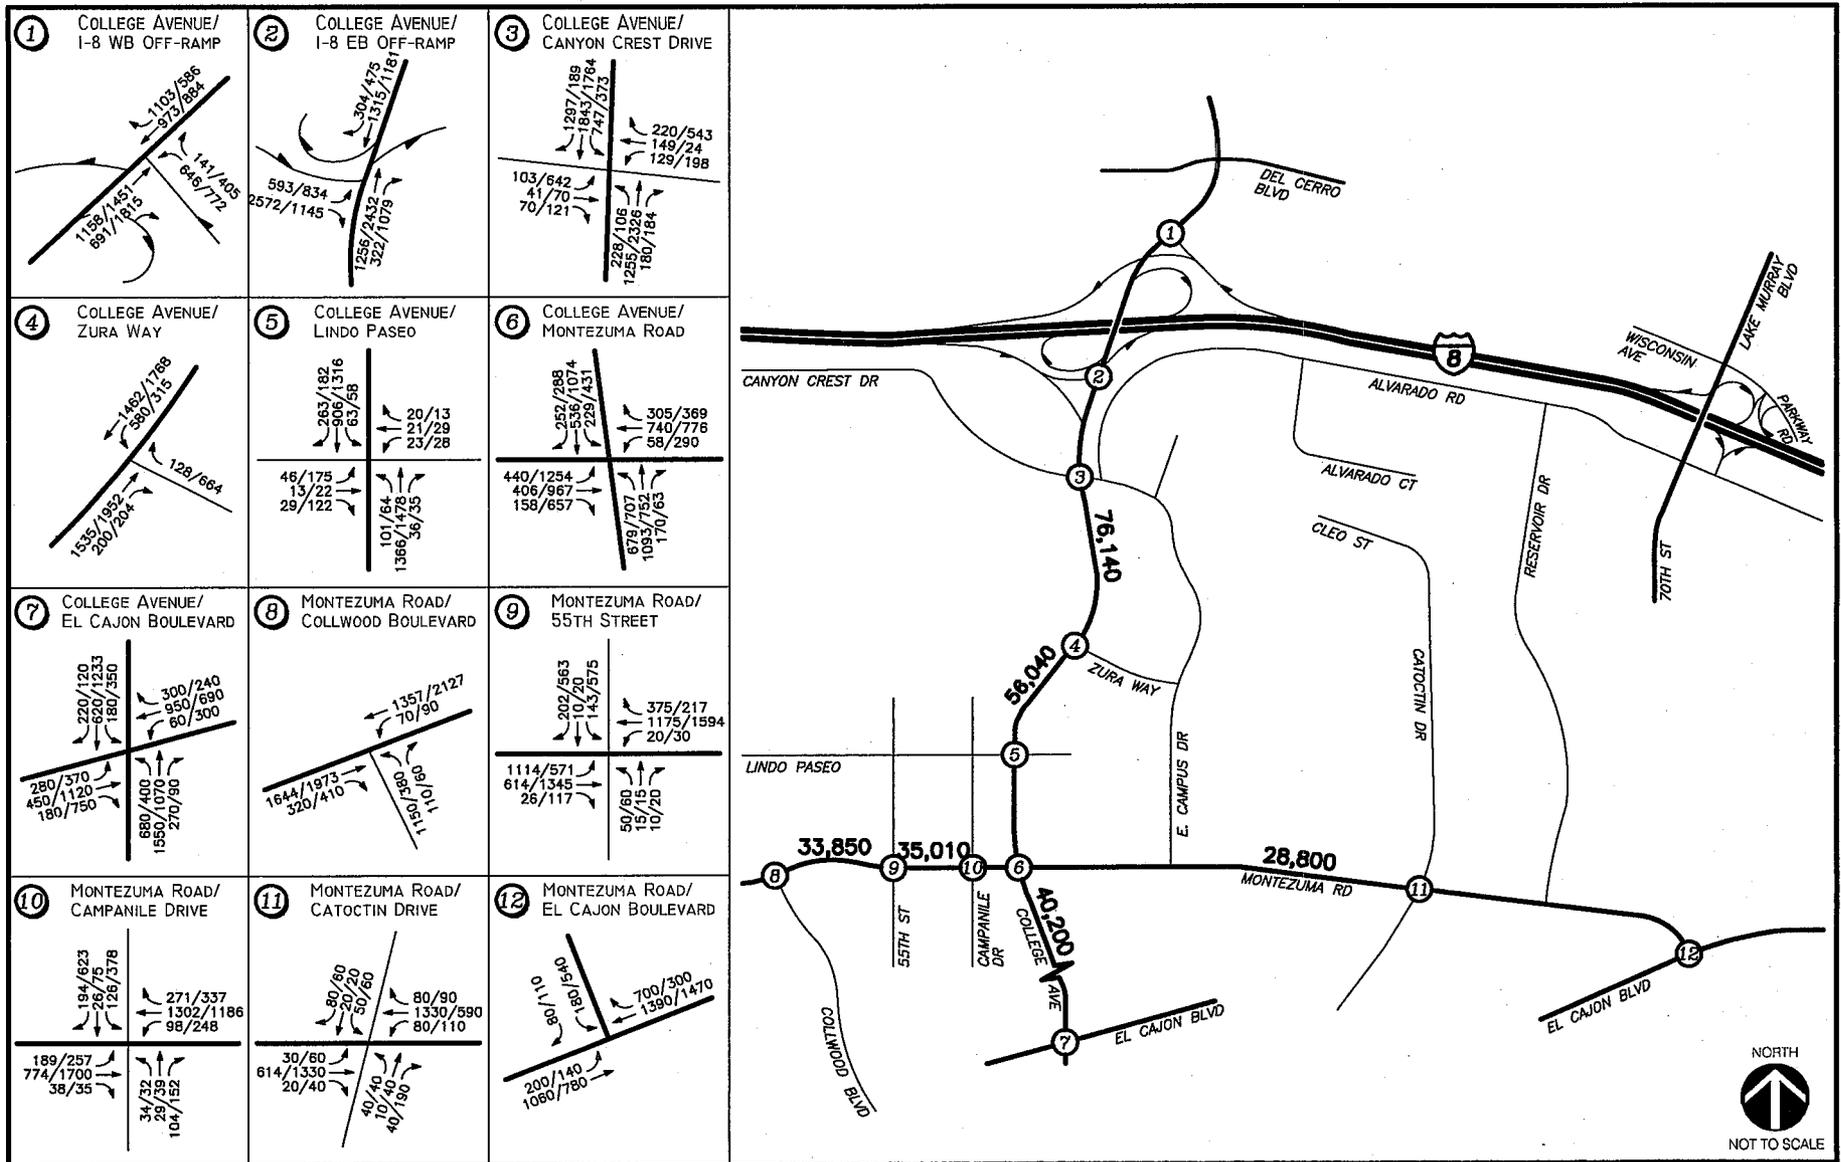 1
COLLEGE AVENUE/
I-8 WB OFF-RAMP
1103/586
973/884
141/405
646/772
1158/1451
691/1815
2
COLLEGE AVENUE/
I-8 EB OFF-RAMP
304/475
1315/1181
593/834
2572/1145
1256/2432
322/1079
3
COLLEGE AVENUE/
CANYON CREST DRIVE
1297/189
1843/1764
747/373
220/543
149/24
129/198
103/642
41/70
70/121
228/106
1255/2326
180/184
4
COLLEGE AVENUE/
ZURA WAY
1462/1788
580/315
128/664
1535/1952
200/204
5
COLLEGE AVENUE/
LINDO PASEO
263/182
906/1316
63/58
20/13
21/29
23/28
46/175
13/22
29/122
101/64
1366/1478
36/35
6
COLLEGE AVENUE/
MONTEZUMA ROAD
252/288
536/1074
229/431
305/369
740/776
58/290
440/1254
406/967
158/657
679/707
1093/752
170/63
7
COLLEGE AVENUE/
EL CAJON BOULEVARD
220/120
620/1233
180/350
300/240
950/690
60/300
280/370
450/1120
180/750
680/400
1550/1070
270/90
8
MONTEZUMA ROAD/
COLLWOOD BOULEVARD
1357/2127
70/90
1644/1973
320/410
1150/380
110/60
9
MONTEZUMA ROAD/
55TH STREET
202/563
10/20
143/575
375/217
1175/1594
20/30
1114/571
614/1345
26/117
50/60
15/15
10/20
10
MONTEZUMA ROAD/
CAMPANILE DRIVE
194/623
26/75
126/378
271/337
1302/1186
98/248
189/257
774/1700
38/35
34/32
29/39
104/152
11
MONTEZUMA ROAD/
CATOCTIN DRIVE
80/60
20/20
50/60
80/90
1330/590
80/110
30/60
614/1330
20/40
40/40
10/40
40/190
12
MONTEZUMA ROAD/
EL CAJON BOULEVARD
80/110
180/540
700/300
1390/1470
200/140
1060/780
DEL CERRO
BLVD
1
LAKE MURRAY
BLVD
WISCONSIN
AVE
8
PARKWAY
RD
2
CANYON CREST DR
ALVARADO RD
3
ALVARADO CT
76,140
CLEO ST
RESERVOIR DR
70TH ST
4
56,040
ZURA WAY
CATOCTIN DR
5
LINDO PASEO
E. CAMPUS DR
33,850
35,010
28,800
8
9
10
6
MONTEZUMA RD
11
40,200
55TH ST
CAMPANILE
DR
COLLEGE
AVE
12
EL CAJON BLVD
COLLWOOD BLVD
7
EL CAJON BLVD
NORTH
NOT TO SCALE